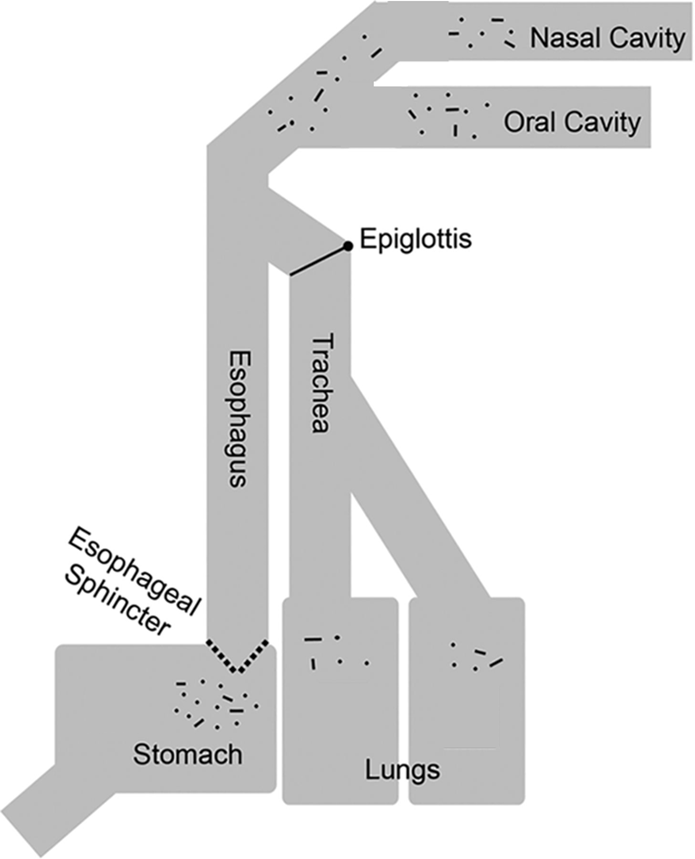 Nasal Cavity
Oral Cavity
Epiglottis
Esophagus
Trachea
Esophageal
Sphincter
Stomach
Lungs